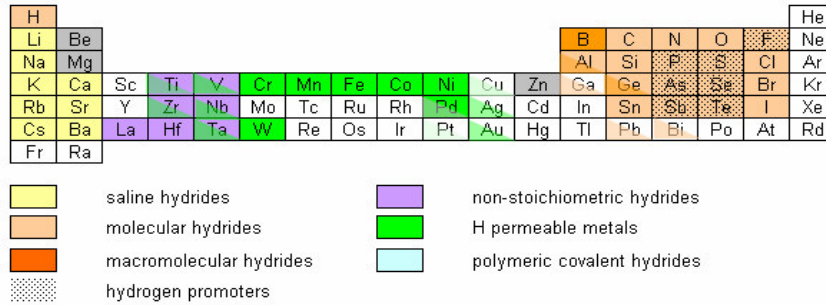 H He
Li Be B C N O F Ne
Na Mg Al Si P S Cl Ar
K Ca Sc Ti V Cr Mn Fe Co Ni Cu Zn Ga Ge As Se Br Kr
Rb Sr Y Zr Nb Mo Tc Ru Rh Pd Ag Cd In Sn Sb Te I Xe
Cs Ba La Hf Ta W Re Os Ir Pt Au Hg Tl Pb Bi Po At Rd
Fr Ra
saline hydrides non-stoichiometric hydrides
molecular hydrides H permeable metals
macromolecular hydrides polymeric covalent hydrides
hydrogen promoters